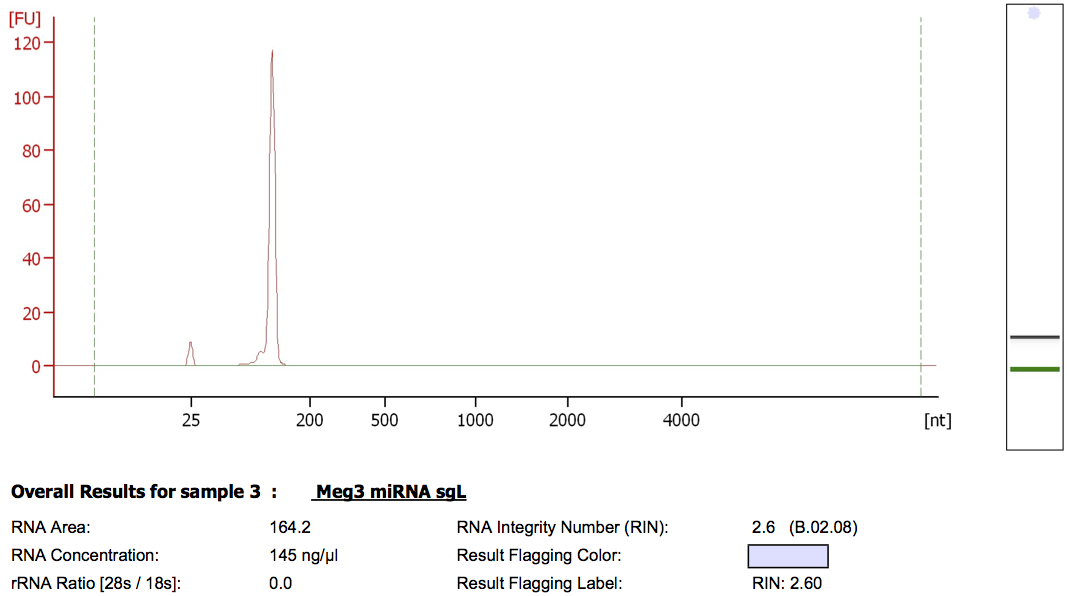 [FU]
120
100
80
60
40
20
0
25 200 500 1000 2000 4000 [nt]
Overall Results for sample 3 : Meg3 miRNA sgL
RNA Area: 164.2 RNA Integrity Number (RIN): 2.6 (B.02.08)
RNA Concentration: 145 ng/µl Result Flagging Color:
rRNA Ratio [28s / 18s]: 0.0 Result Flagging Label: RIN: 2.60